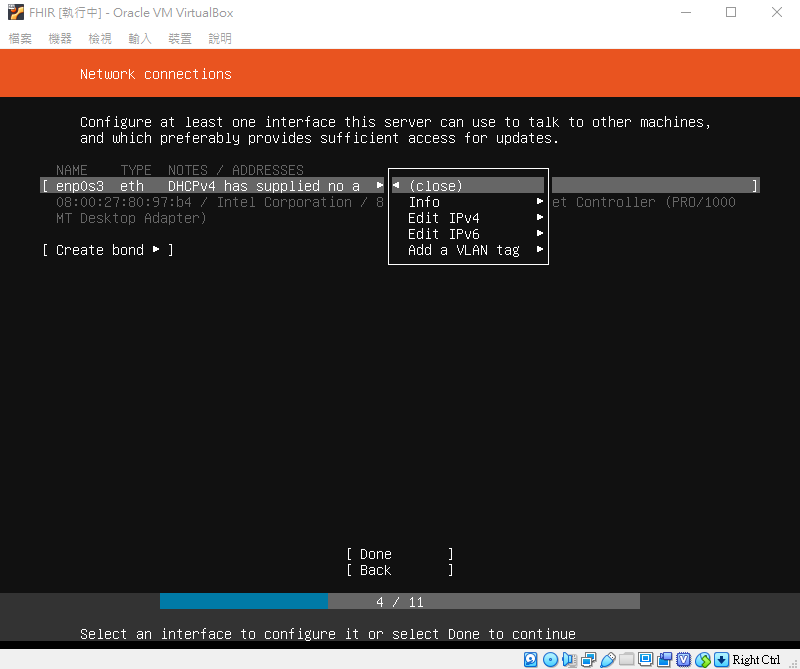 FHIR [執行中] - Oracle VM VirtualBox
檔案 機器 檢視 輸入 裝置 說明
Network connections
Configure at least one interface this server can use to talk to other machines,
and which preferably provides sufficient access for updates.
NAME TYPE NOTES / ADDRESSES
[ enp0s3 eth DHCPv4 has supplied no a ▸ ◂ (close) ]
08:00:27:80:97:b4 / Intel Corporation / 8 Info ▸ et Controller (PRO/1000
MT Desktop Adapter) Edit IPv4 ▸
Edit IPv6 ▸
[ Create bond ▸ ] Add a VLAN tag ▸
[ Done ]
[ Back ]
4 / 11
Select an interface to configure it or select Done to continue
Right Ctrl